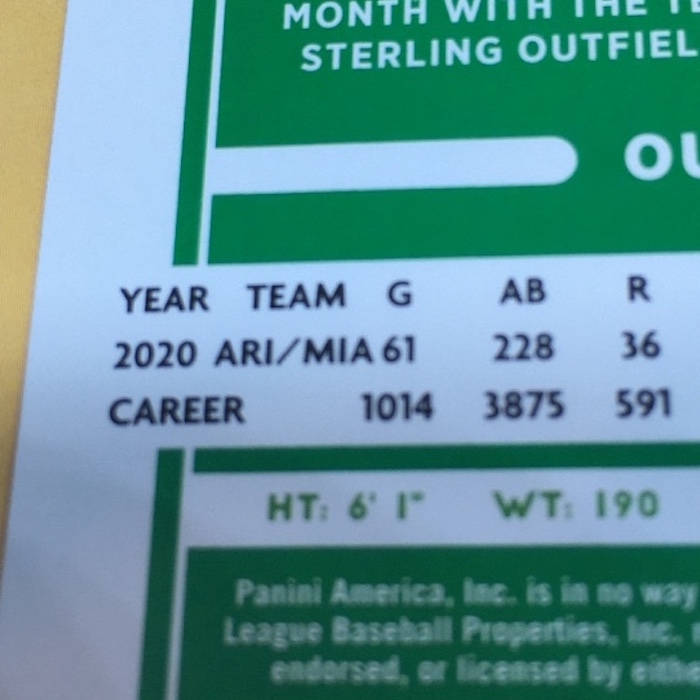 MONTH WITH THE
STERLING OUTFIEL
OU
YEAR TEAM G AB R
2020 ARI/MIA 61 228 36
CAREER 1014 3875 591
HT: 6' 1" WT: 190
Panini America, Inc. is in no way
League Baseball Properties, Inc.
endorsed, or licensed by eithe